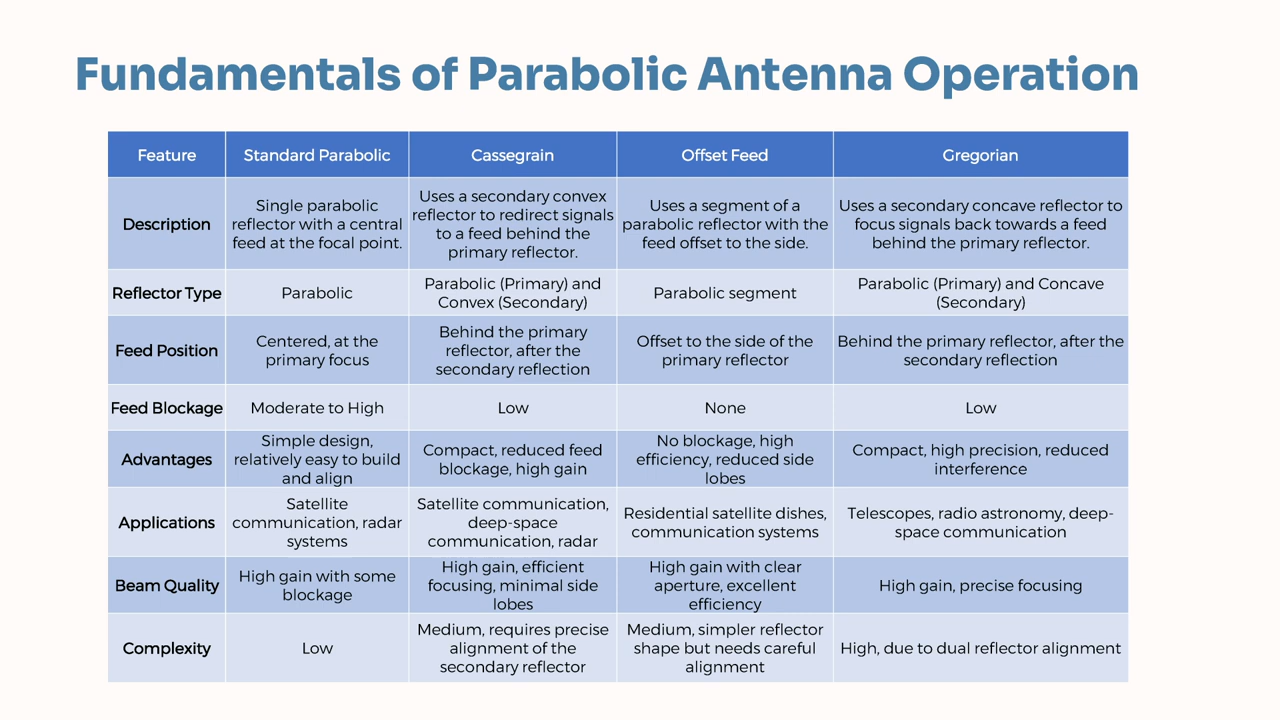 Fundamentals of Parabolic Antenna Operation
Feature
Standard Parabolic
Cassegrain
Offset Feed
Gregorian
Description
Single parabolic
reflector with a central
feed at the focal point.
Uses a secondary convex
reflector to redirect signals
to a feed behind the
primary reflector.
Uses a segment of a
parabolic reflector with the
feed offset to the side.
Uses a secondary concave reflector to
focus signals back towards a feed
behind the primary reflector.
Reflector Type
Parabolic
Parabolic (Primary) and
Convex (Secondary)
Parabolic segment
Parabolic (Primary) and Concave
(Secondary)
Feed Position
Centered, at the
primary focus
Behind the primary
reflector, after the
secondary reflection
Offset to the side of the
primary reflector
Behind the primary reflector, after the
secondary reflection
Feed Blockage
Moderate to High
Low
None
Low
Advantages
Simple design,
relatively easy to build
and align
Compact, reduced feed
blockage, high gain
No blockage, high
efficiency, reduced side
lobes
Compact, high precision, reduced
interference
Applications
Satellite
communication, radar
systems
Satellite communication,
deep-space
communication, radar
Residential satellite dishes,
communication systems
Telescopes, radio astronomy, deep-
space communication
Beam Quality
High gain with some
blockage
High gain, efficient
focusing, minimal side
lobes
High gain with clear
aperture, excellent
efficiency
High gain, precise focusing
Complexity
Low
Medium, requires precise
alignment of the
secondary reflector
Medium, simpler reflector
shape but needs careful
alignment
High, due to dual reflector alignment